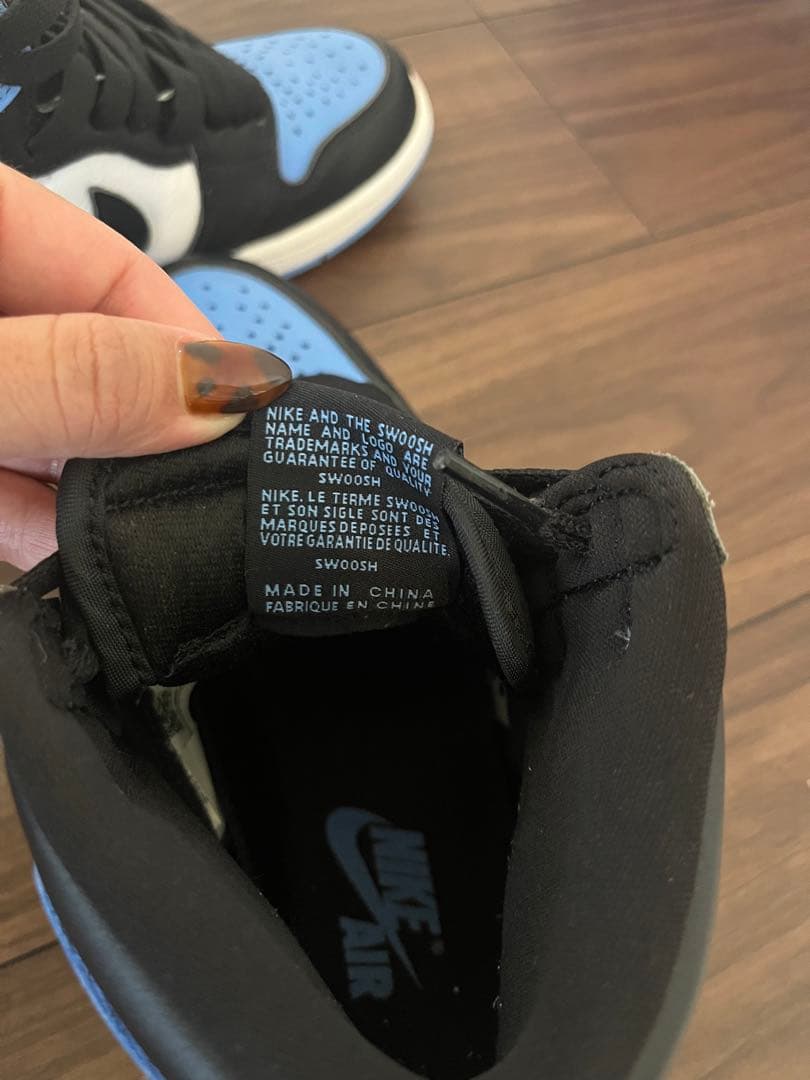 NIKE AND THE SWOOSH
NAME AND LOGO ARE
TRADEMARKS AND YOUR
GUARANTEE OF QUALITY
SWOOSH
NIKE. LE TERME SWOOSH
ET SON SIGLE SONT DES
MARQUES DEPOSEES ET
VOTRE GARANTIE DE QUALITE.
SWOOSH
MADE IN CHINA
FABRIQUE EN CHINE
NIKE
AIR